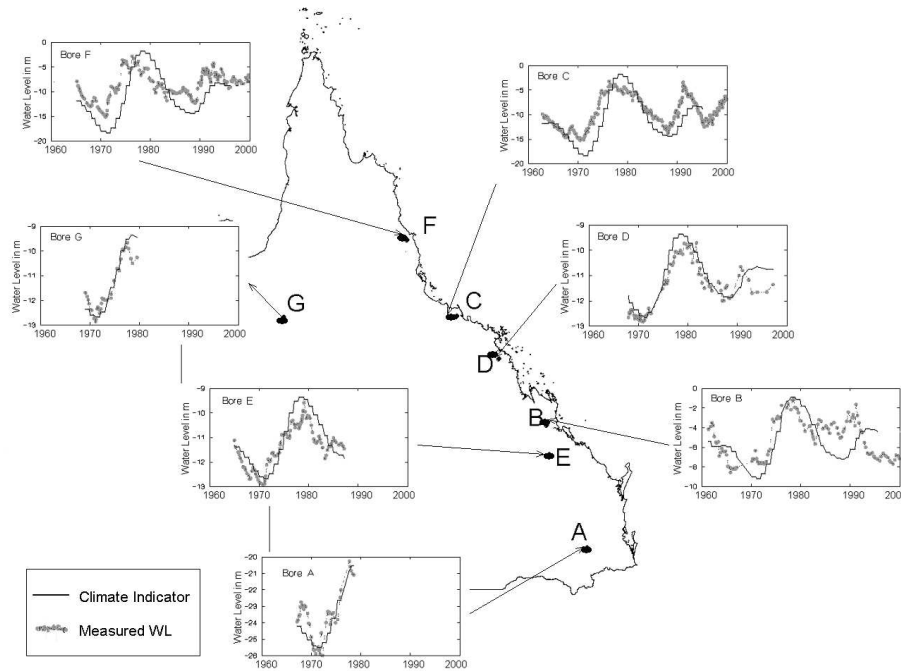 Bore F
Water Level in m
0
-5
-10
-15
-20
1960 1970 1980 1990 2000
Bore C
Water Level in m
0
-5
-10
-15
-20
1960 1970 1980 1990 2000
Bore G
Water Level in m
-9
-10
-11
-12
-13
1960 1970 1980 1990 2000
Bore D
Water Level in m
-9
-10
-11
-12
-13
1960 1970 1980 1990 2000
Bore E
Water Level in m
-9
-10
-11
-12
-13
1960 1970 1980 1990 2000
Bore B
Water Level in m
0
-2
-4
-6
-8
-10
1960 1970 1980 1990 2000
Bore A
Water Level in m
-20
-21
-22
-23
-24
-25
-26
1960 1970 1980 1990 2000
F
G
C
D
B
E
A
Climate Indicator
Measured WL